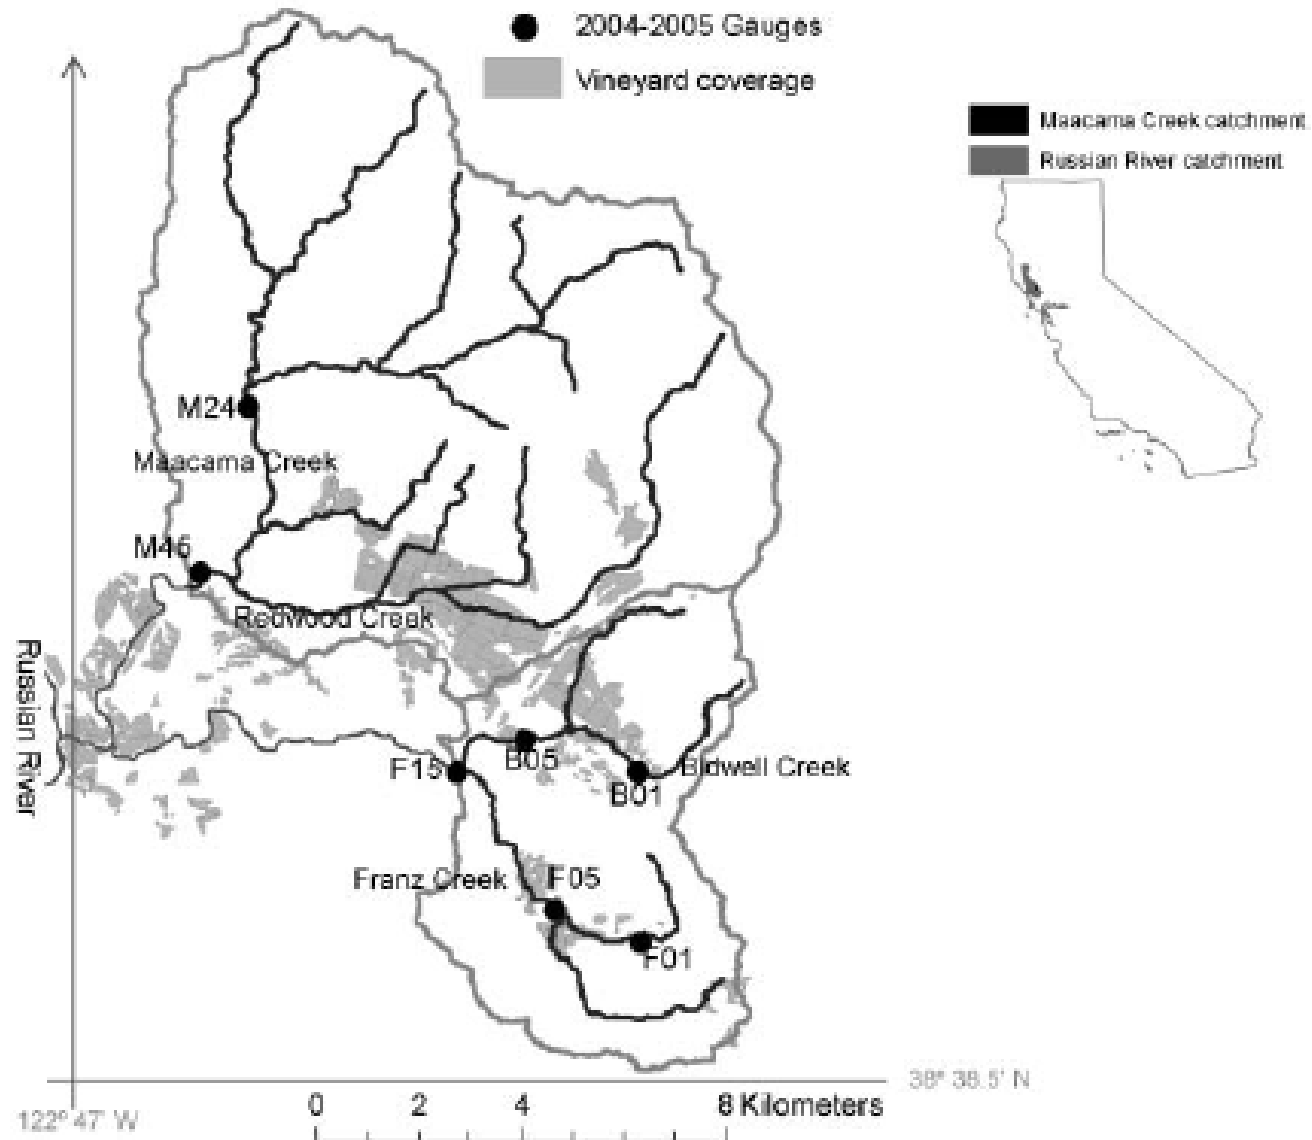 2004-2005 Gauges
Vineyard coverage
Maacama Creek catchment
Russian River catchment
M24
Maacama Creek
M45
Redwood Creek
Russian River
F15
B05
B01
Bidwell Creek
Franz Creek
F05
F01
38° 38.5' N
122° 47' W
0 2 4 8 Kilometers